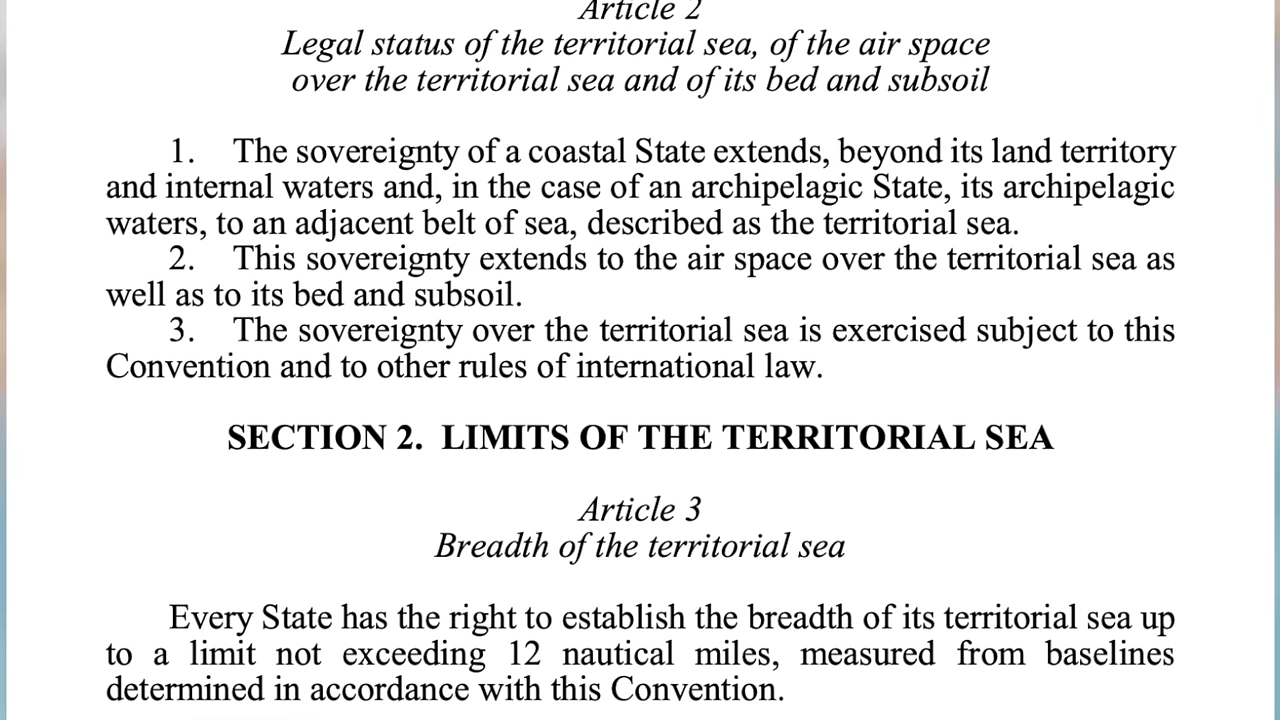 Article 2
Legal status of the territorial sea, of the air space
over the territorial sea and of its bed and subsoil
1. The sovereignty of a coastal State extends, beyond its land territory
and internal waters and, in the case of an archipelagic State, its archipelagic
waters, to an adjacent belt of sea, described as the territorial sea.
2. This sovereignty extends to the air space over the territorial sea as
well as to its bed and subsoil.
3. The sovereignty over the territorial sea is exercised subject to this
Convention and to other rules of international law.
SECTION 2. LIMITS OF THE TERRITORIAL SEA
Article 3
Breadth of the territorial sea
Every State has the right to establish the breadth of its territorial sea up
to a limit not exceeding 12 nautical miles, measured from baselines
determined in accordance with this Convention.